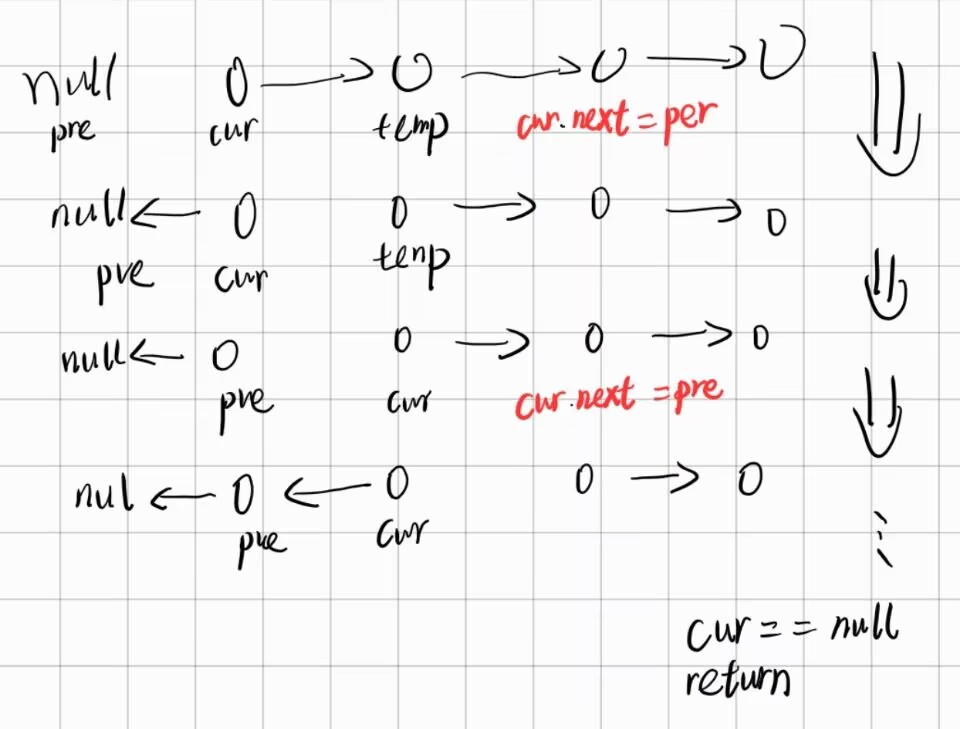 null 0 → 0 → 0 → 0
pre cur temp cur.next = per
null ← 0 0 → 0 → 0
pre cur temp
null ← 0 0 → 0 → 0
pre cur cur.next = pre
nul ← 0 ← 0 0 → 0
pre cur
cur == null
return